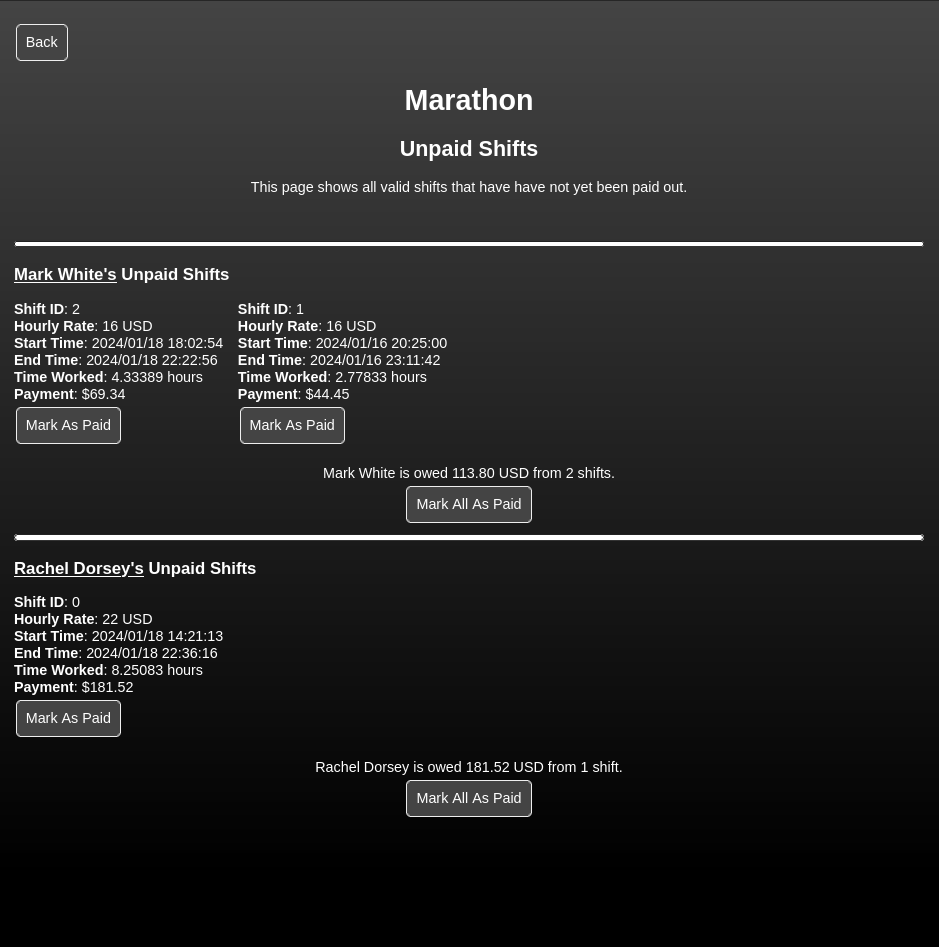 Back
Marathon
Unpaid Shifts
This page shows all valid shifts that have have not yet been paid out.
Mark White's Unpaid Shifts
Shift ID: 2
Hourly Rate: 16 USD
Start Time: 2024/01/18 18:02:54
End Time: 2024/01/18 22:22:56
Time Worked: 4.33389 hours
Payment: $69.34
Mark As Paid
Shift ID: 1
Hourly Rate: 16 USD
Start Time: 2024/01/16 20:25:00
End Time: 2024/01/16 23:11:42
Time Worked: 2.77833 hours
Payment: $44.45
Mark As Paid
Mark White is owed 113.80 USD from 2 shifts.
Mark All As Paid
Rachel Dorsey's Unpaid Shifts
Shift ID: 0
Hourly Rate: 22 USD
Start Time: 2024/01/18 14:21:13
End Time: 2024/01/18 22:36:16
Time Worked: 8.25083 hours
Payment: $181.52
Mark As Paid
Rachel Dorsey is owed 181.52 USD from 1 shift.
Mark All As Paid